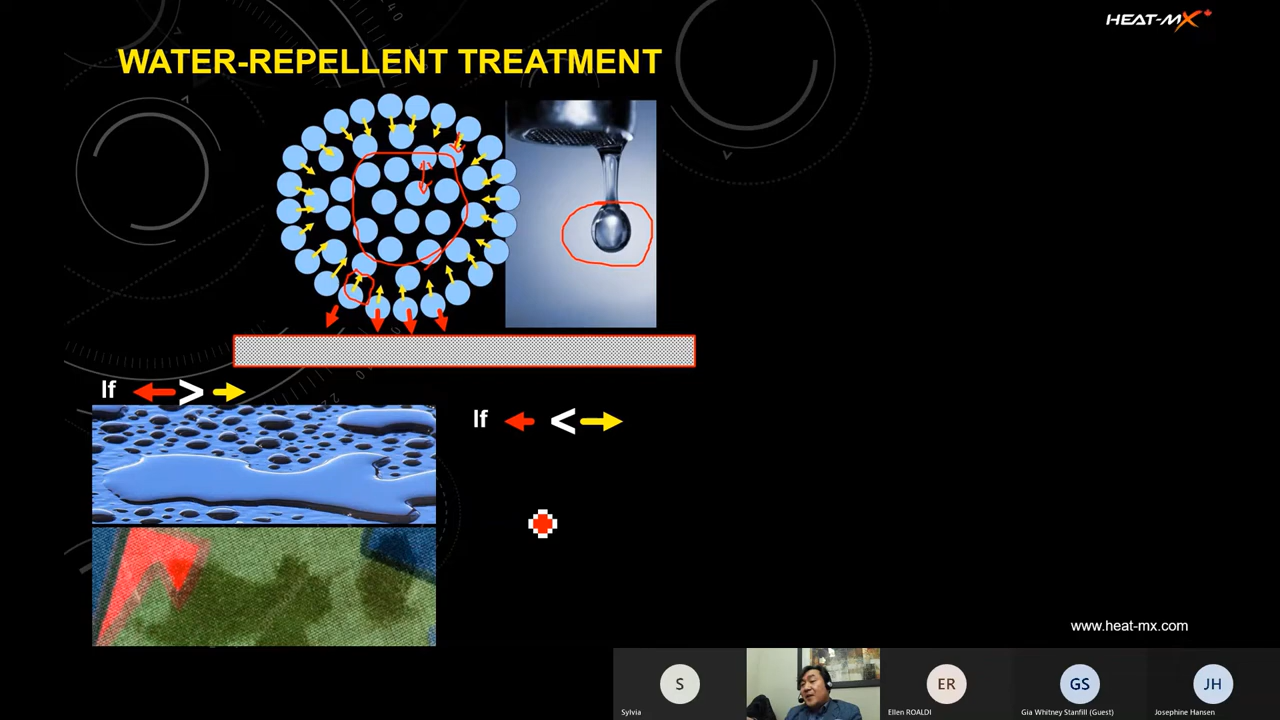 HEAT-MX
WATER-REPELLENT TREATMENT
If >
If <
www.heat-mx.com
S
ER
GS
JH
Sylvia
Ellen ROALDI
Gia Whitney Stanfill (Guest)
Josephine Hansen